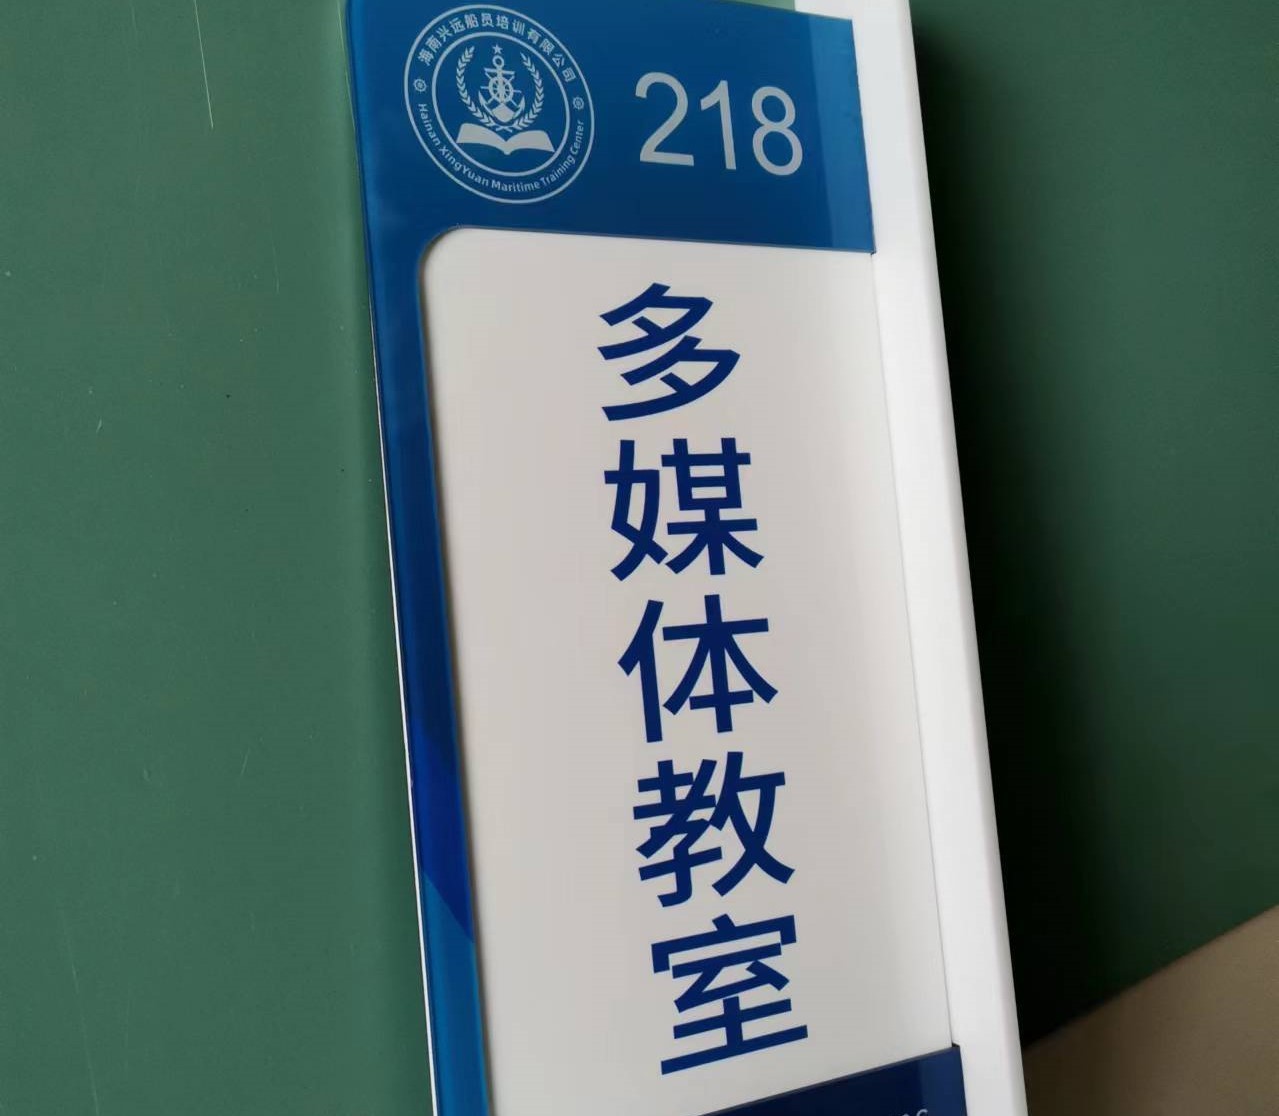 海南兴远船员培训有限公司
Hainan XingYuan Maritime Training Center
218
多媒体教室